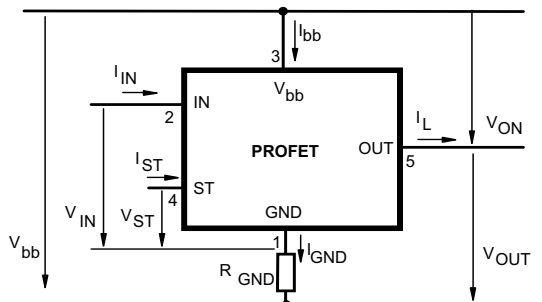 I bb
3
V bb
I IN
IN
2
PROFET
I L
OUT
5
V ON
I ST
ST
4
V IN
V ST
GND
V bb
1
I GND
R GND
V OUT